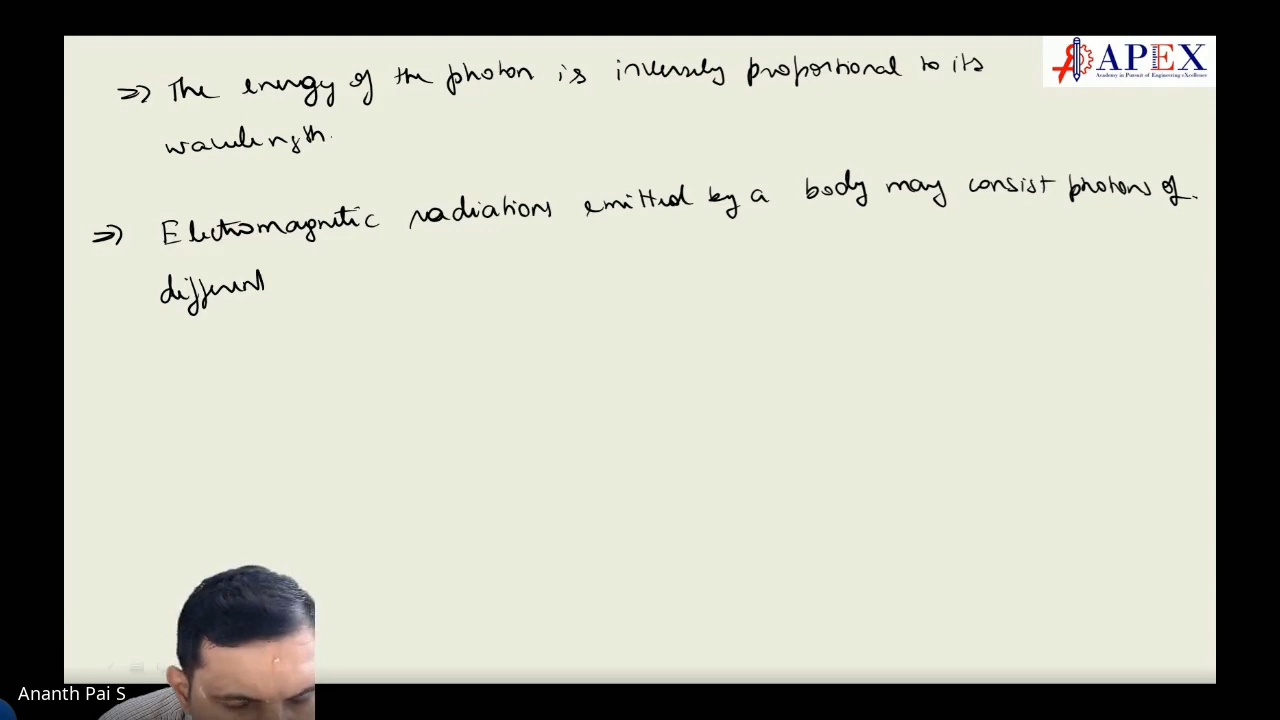 ⇒ The energy of the photon is inversely proportional to its
wavelength.
⇒ Electromagnetic radiations emitted by a body may consist photons of
different
APEX
Academy in Pursuit of Engineering eXcellence
Ananth Pai S